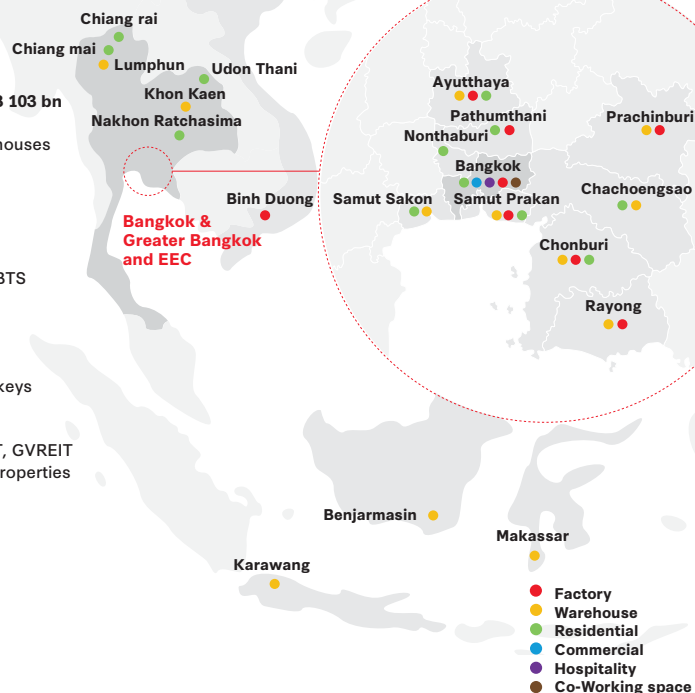 Chiang rai
Chiang mai
Lumphun
Udon Thani
103 bn
Khon Kaen
Nakhon Ratchasima
Binh Duong
Bangkok &
Greater Bangkok
and EEC
BTS
keys
GVREIT
Ayutthaya
Pathumthani
Nonthaburi
Bangkok
Samut Sakon
Samut Prakan
Prachinburi
Chachoengsao
Chonburi
Rayong
Benjarmasin
Makassar
Karawang
Factory
Warehouse
Residential
Commercial
Hospitality
Co-Working space